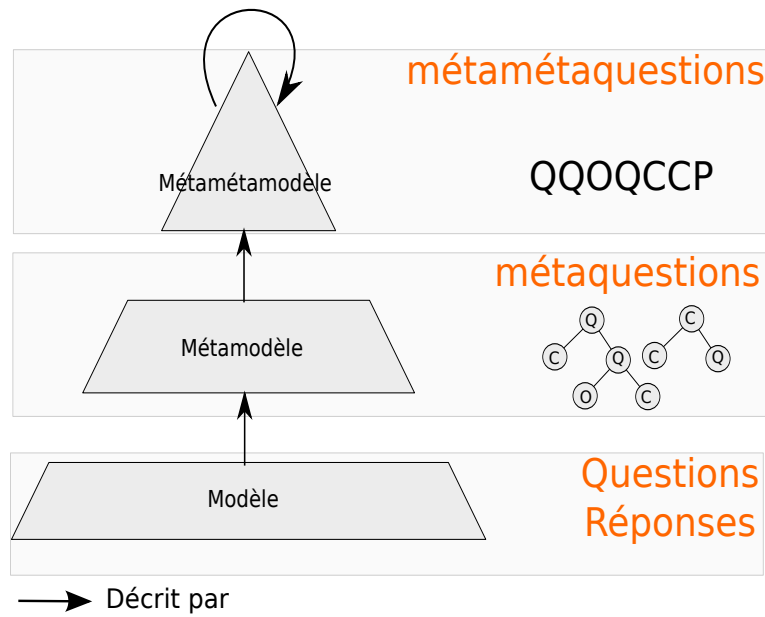 métamétaquestions
Métamétamodèle
QQOQCCP
métaquestions
Métamodèle
Q
C
Q
O
C
C
C
Q
Questions
Réponses
Modèle
Décrit par